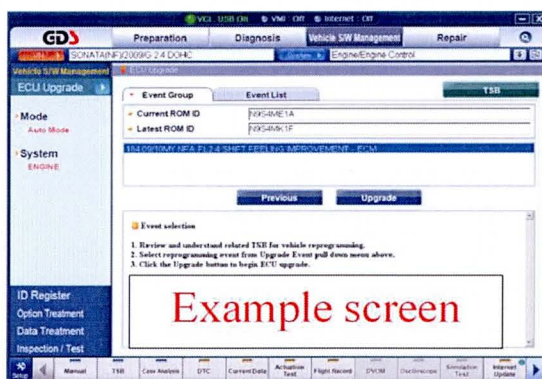 VCI : USB On VMI : Off Internet : Off
GDS Preparation Diagnosis Vehicle S/W Management Repair
SONATA(NF)/2009/G 2.4 DOHC System Engine/Engine Control
Vehicle S/W Management ECU Upgrade
ECU Upgrade
Event Group Event List TSB
Current ROM ID N9S4ME1A
Latest ROM ID N9S4MK1F
Mode
Auto Mode
System
ENGINE
184.09/10MY NFA FL2.4 SHIFT FEELING IMPROVEMENT - ECM
Previous Upgrade
Event selection
1. Review and understand related TSB for vehicle reprogramming.
2. Select reprogramming event from Upgrade Event pull down menu above.
3. Click the Upgrade button to begin ECU upgrade.
Example screen
ID Register
Option Treatment
Data Treatment
Inspection / Test
Setup Manual TSB Case Analysis DTC Current Data Actuation Test Flight Record DVOM Oscilloscope Simulation Test Internet Update